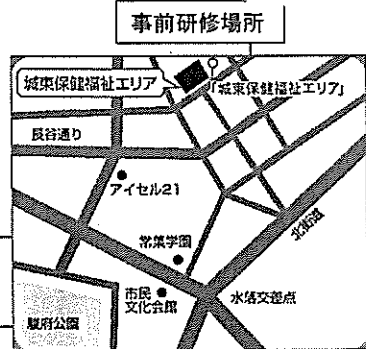 事前研修場所
城東保健福祉エリア
「城東保健福祉エリア」
長谷通り
アイセル21
北街道
常葉学園
市民
文化会館
水落交差点
駿府公園